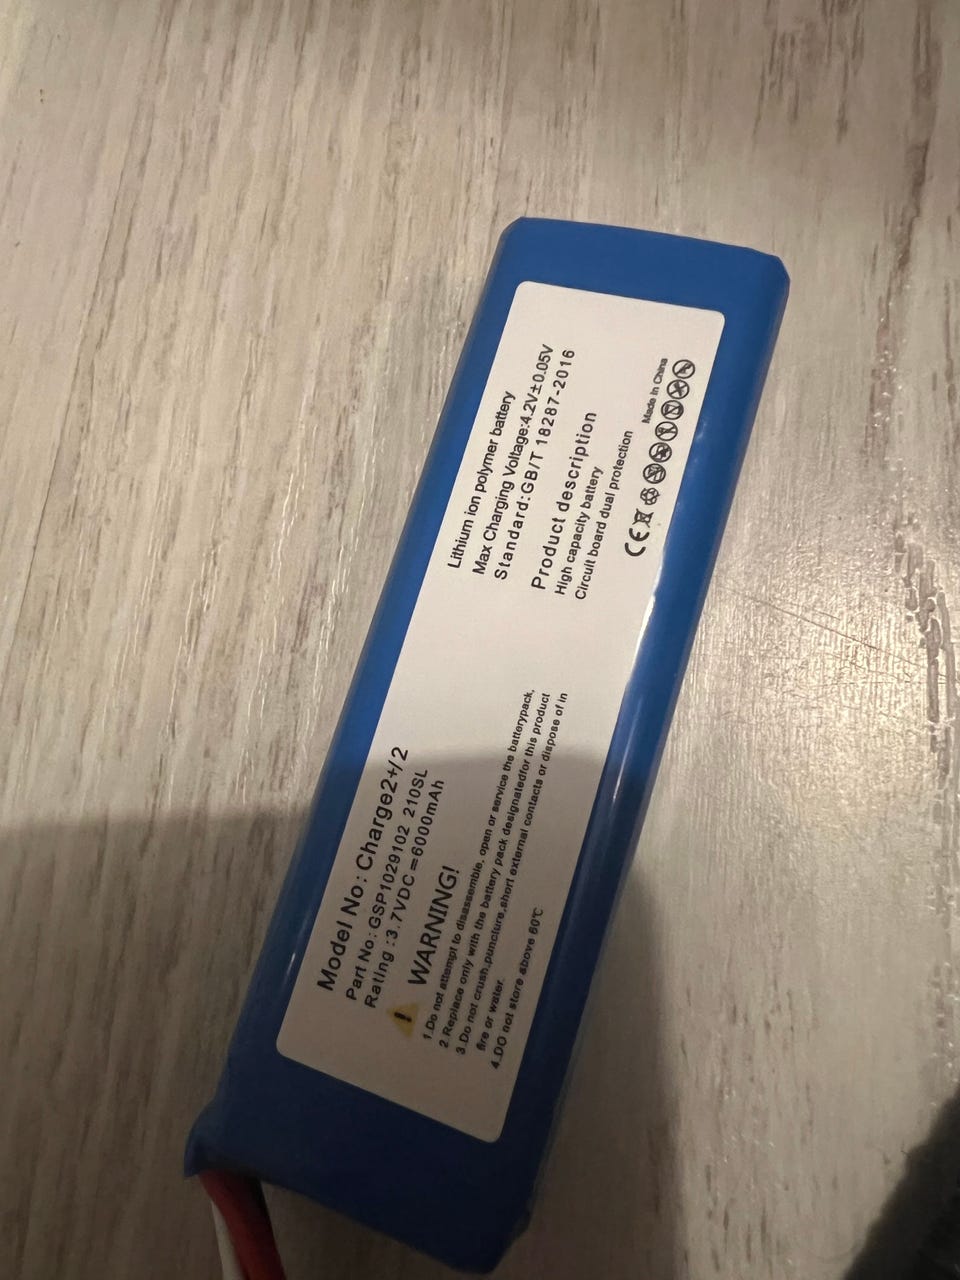 Model No: Charge2+/2
Part No: GSP1029102 210SL
Rating :3.7VDC=6000mAh
WARNING!
1.Do not attempt to disassemble, open or service the batterypack,
2.Replace only with the battery pack designatedfor this product
3.Do not crush,puncture,short external contacts or dispose of in
fire or water.
4.DO not store above 60℃
Lithium ion polymer battery
Max Charging Voltage:4.2V±0.05V
Standard:GB/T 18287-2016
Product description
High capacity battery
Circuit board dual protection
Made In China
CE